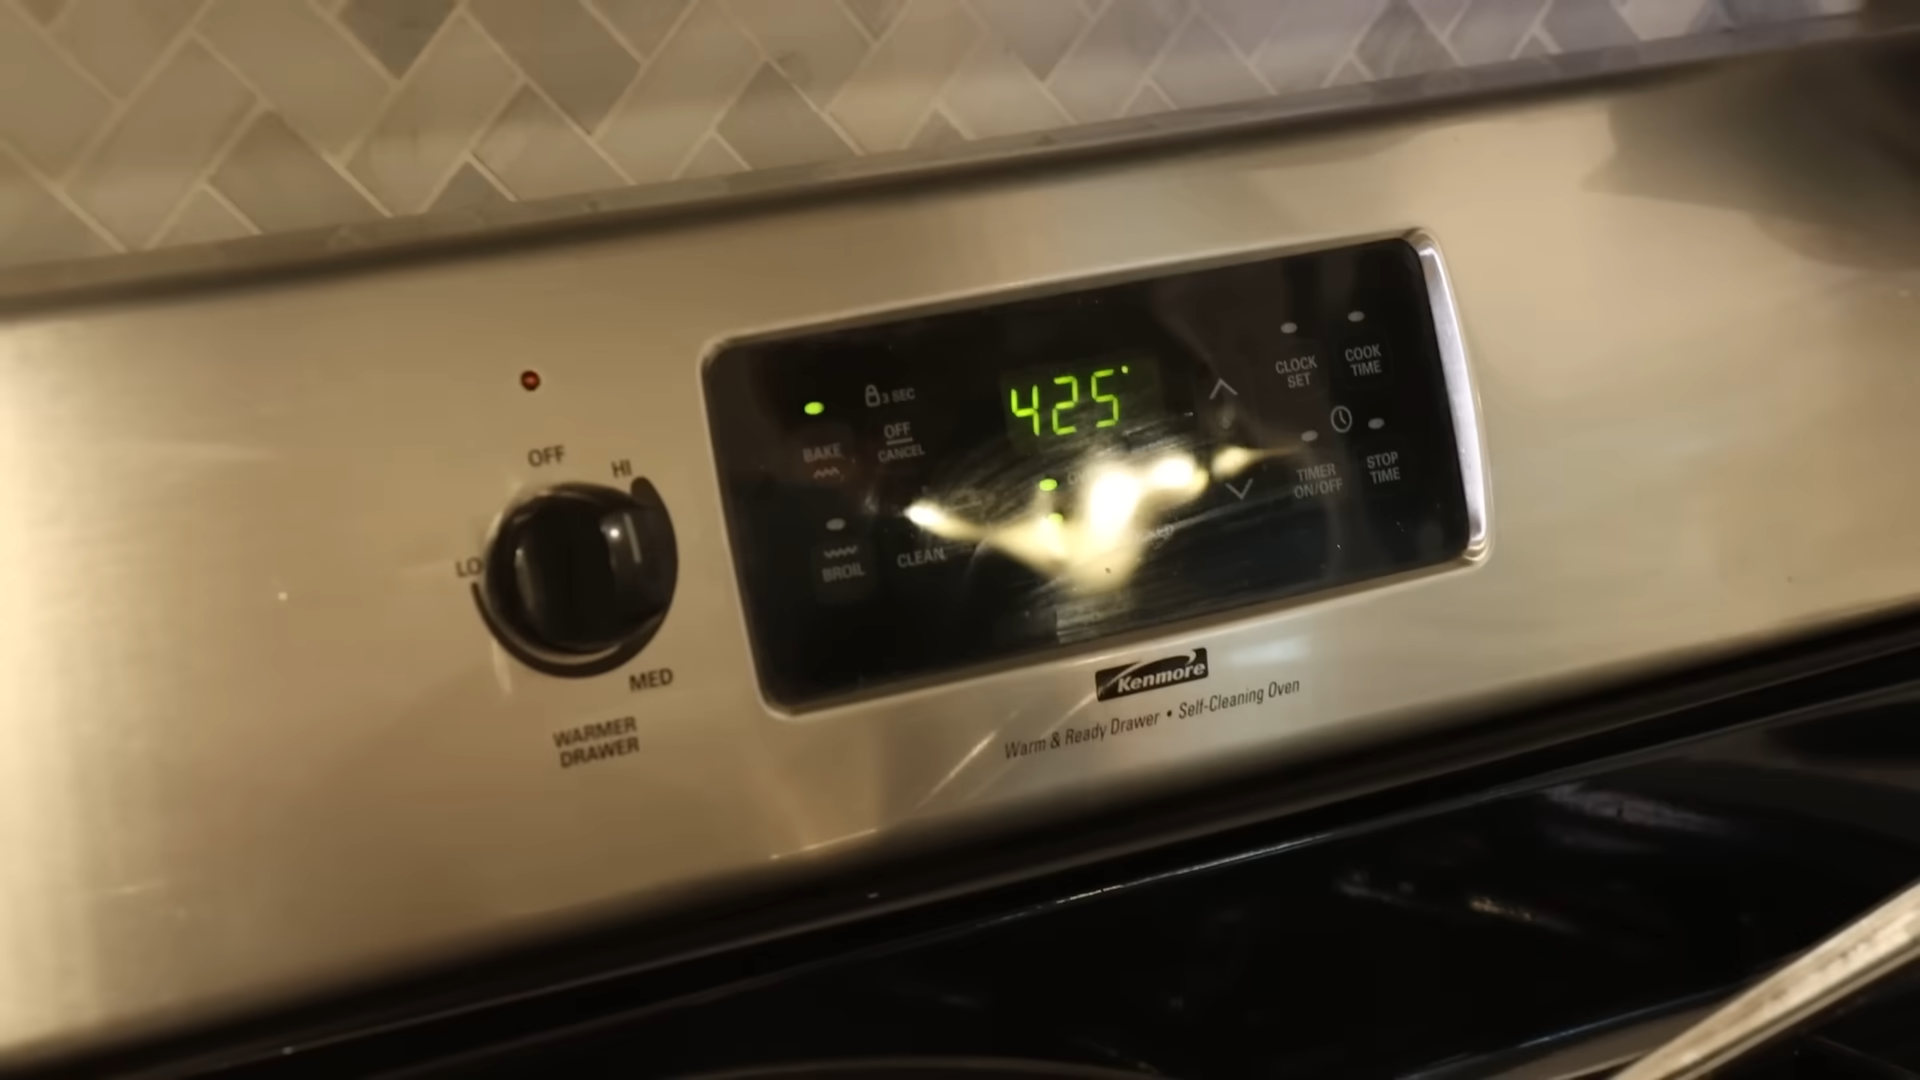 OFF
HI
LO
MED
WARMER
DRAWER
3 SEC
BAKE
OFF
CANCEL
BROIL
CLEAN
425°
CLOCK
SET
COOK
TIME
TIMER
ON/OFF
STOP
TIME
Kenmore
Warm & Ready Drawer • Self-Cleaning Oven